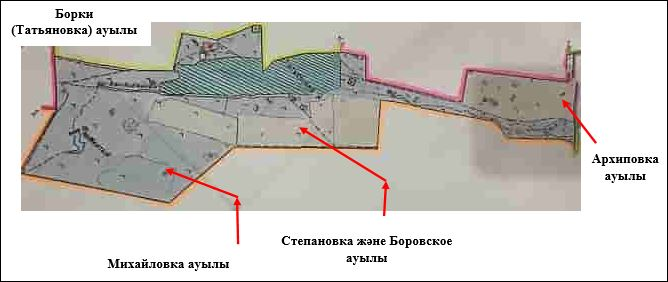 Борки
(Татьяновка) ауылы
Архиповка
ауылы
Степановка және Боровское
ауылы
Михайловка ауылы